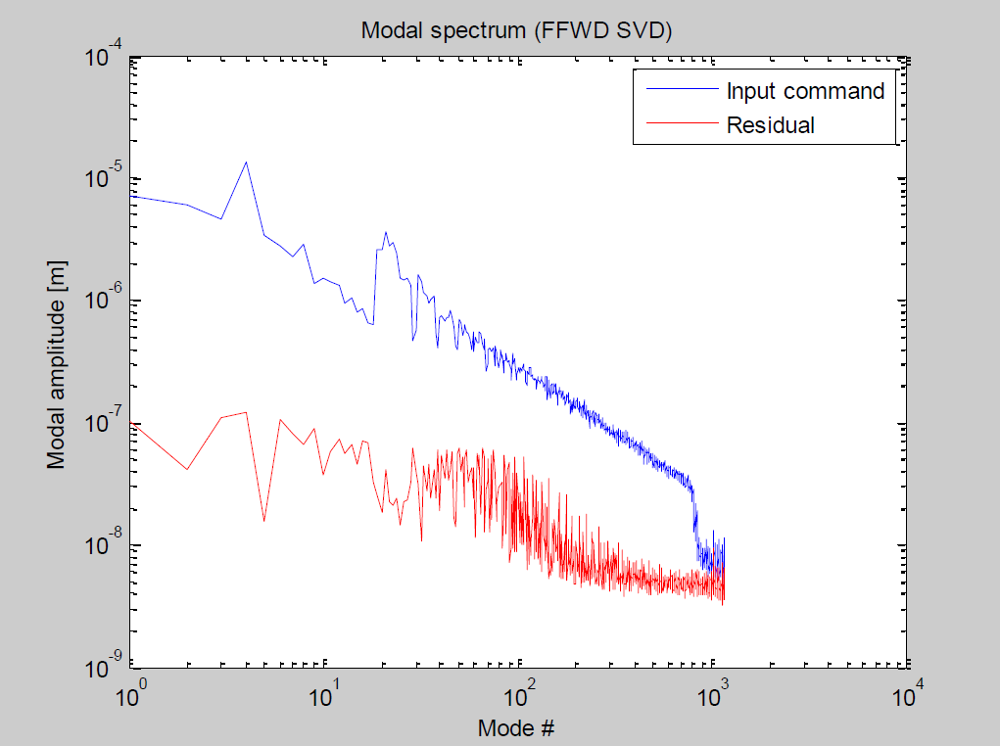 Modal spectrum (FFWD SVD)
Input command
Residual
Modal amplitude [m]
10^-4
10^-5
10^-6
10^-7
10^-8
10^-9
10^0 10^1 10^2 10^3 10^4
Mode #